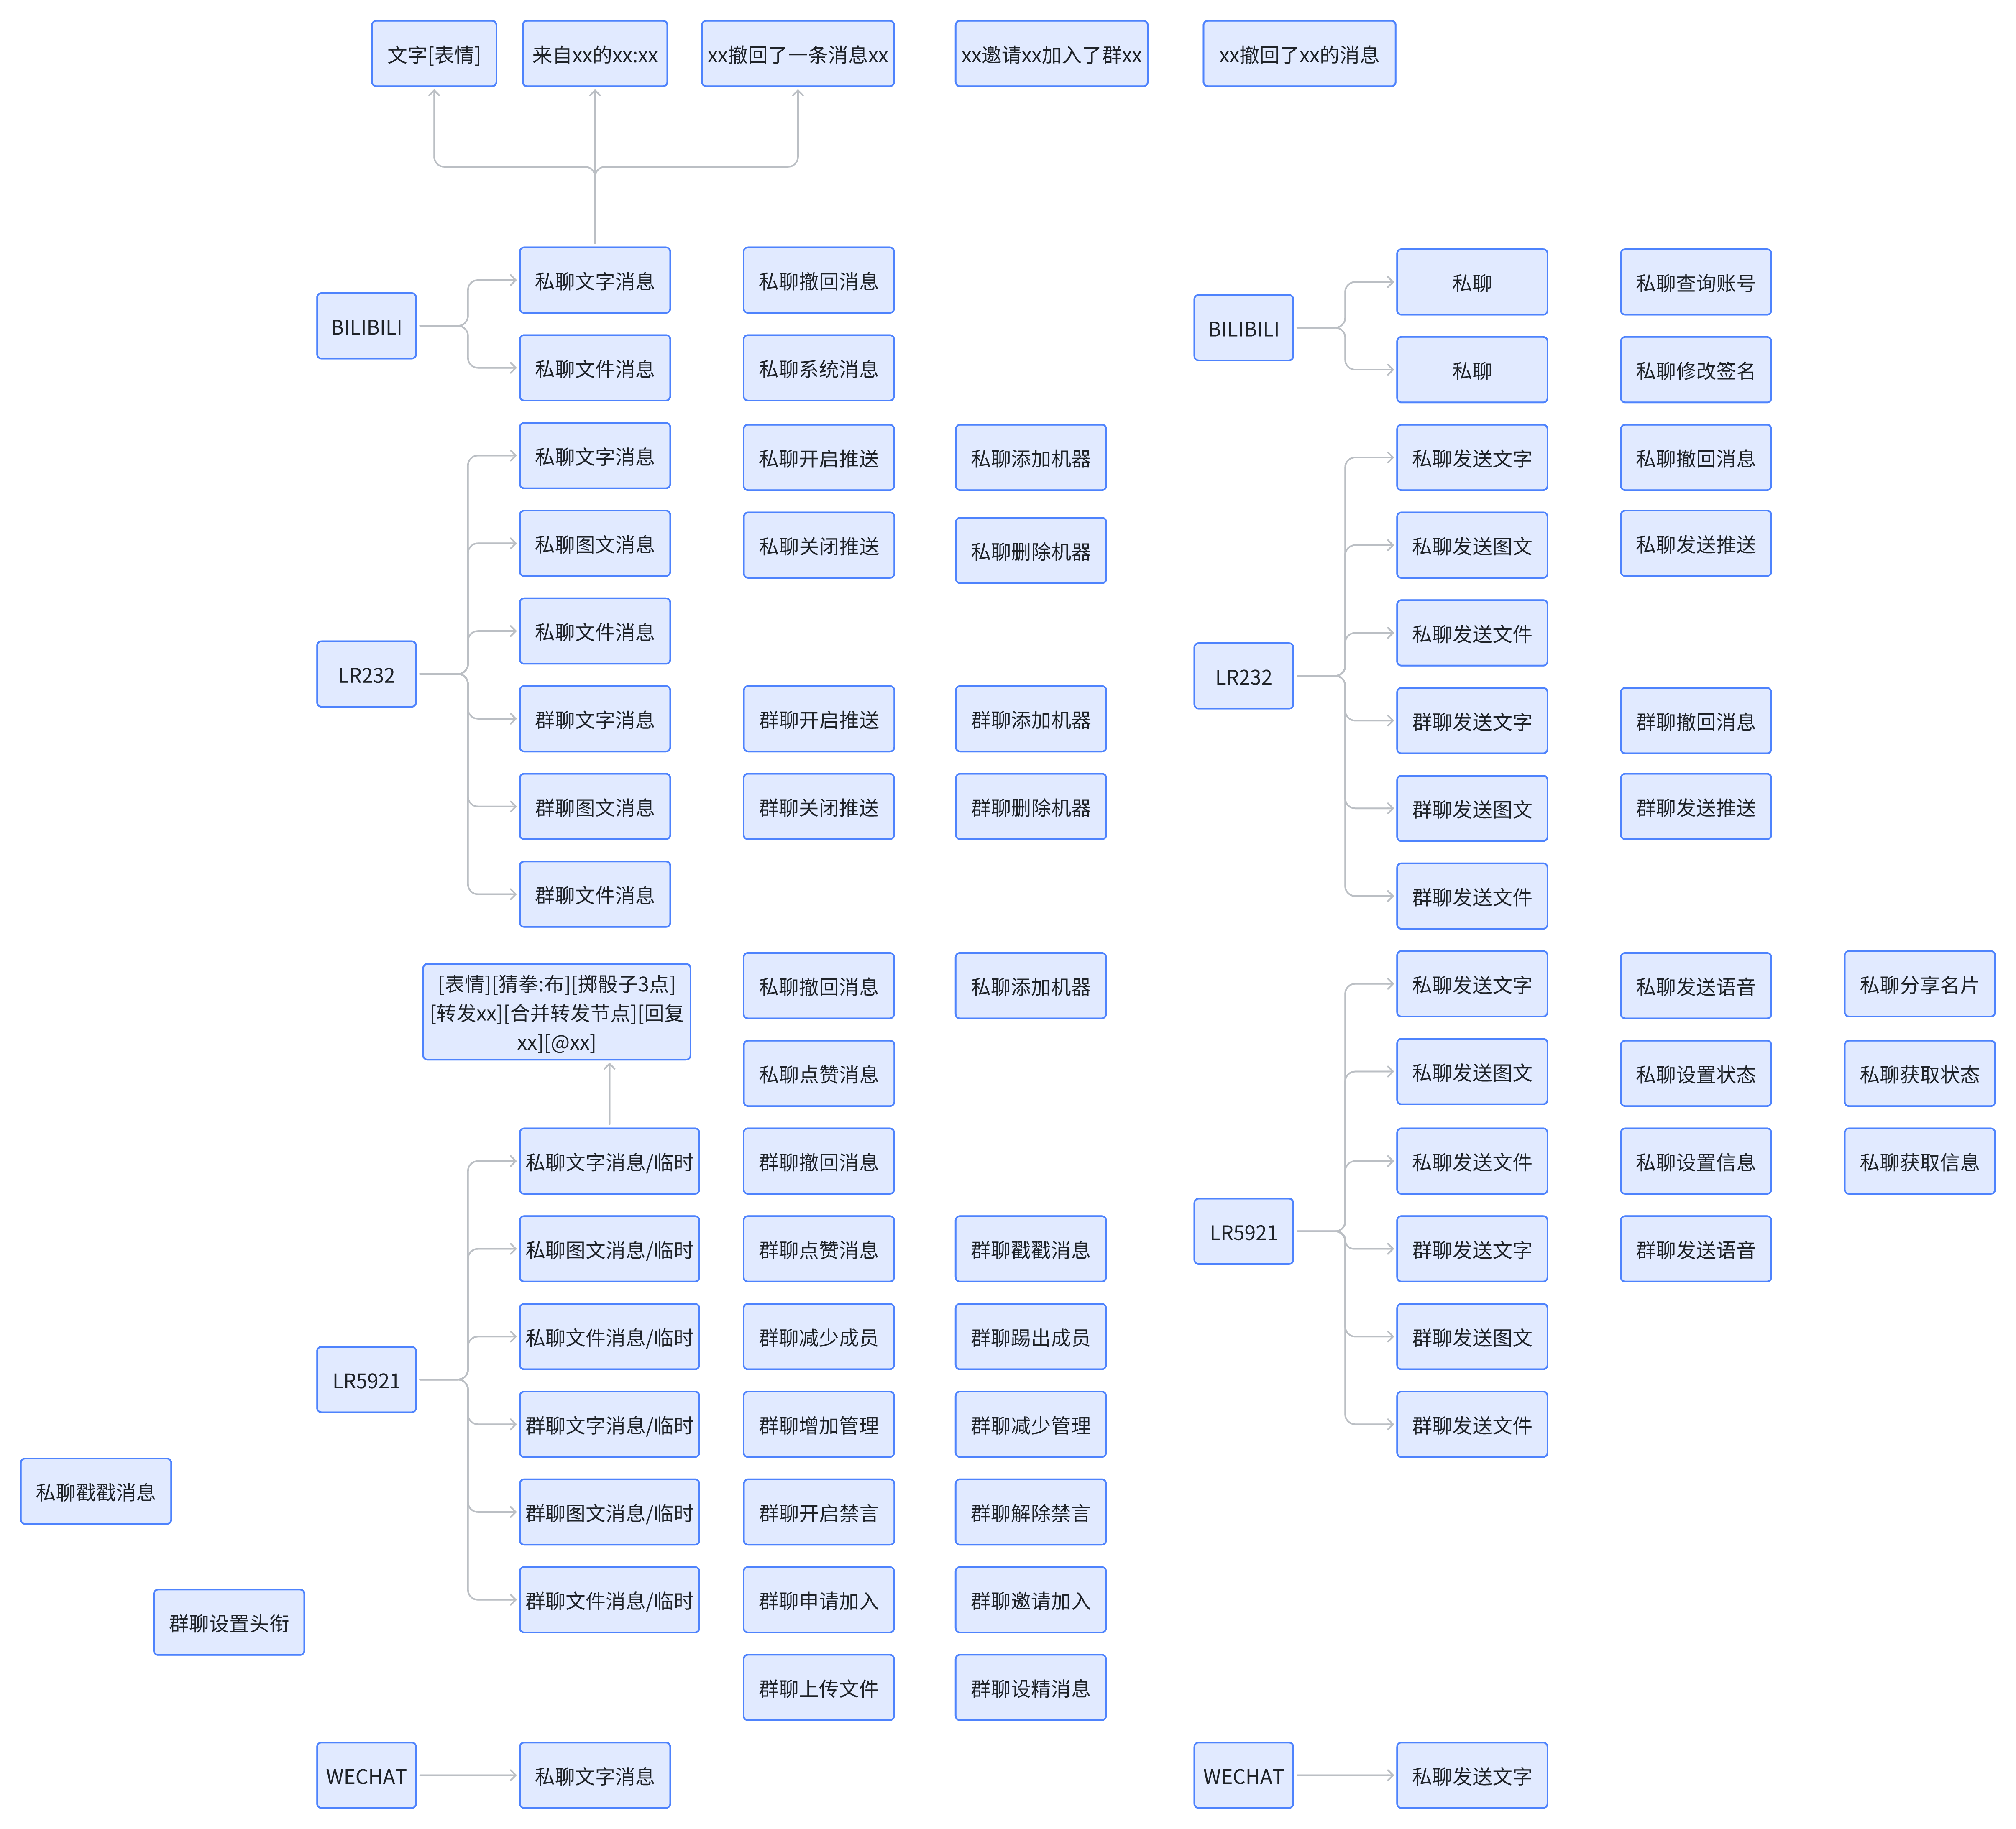 文字[表情]
来自xx的xx:xx
xx撤回了一条消息xx
xx邀请xx加入了群xx
xx撤回了xx的消息
BILIBILI
私聊文字消息
私聊撤回消息
私聊文件消息
私聊系统消息
LR232
私聊文字消息
私聊开启推送
私聊添加机器
私聊图文消息
私聊关闭推送
私聊删除机器
私聊文件消息
群聊文字消息
群聊开启推送
群聊添加机器
群聊图文消息
群聊关闭推送
群聊删除机器
群聊文件消息
[表情][猜拳:布][掷骰子3点]
[转发xx][合并转发节点][回复
xx][@xx]
私聊撤回消息
私聊添加机器
私聊点赞消息
LR5921
私聊文字消息/临时
群聊撤回消息
私聊图文消息/临时
群聊点赞消息
群聊戳戳消息
私聊文件消息/临时
群聊减少成员
群聊踢出成员
群聊文字消息/临时
群聊增加管理
群聊减少管理
私聊戳戳消息
群聊图文消息/临时
群聊开启禁言
群聊解除禁言
群聊设置头衔
群聊文件消息/临时
群聊申请加入
群聊邀请加入
群聊上传文件
群聊设精消息
WECHAT
私聊文字消息
BILIBILI
私聊
私聊查询账号
私聊
私聊修改签名
LR232
私聊发送文字
私聊撤回消息
私聊发送图文
私聊发送推送
私聊发送文件
群聊发送文字
群聊撤回消息
群聊发送图文
群聊发送推送
群聊发送文件
LR5921
私聊发送文字
私聊发送语音
私聊分享名片
私聊发送图文
私聊设置状态
私聊获取状态
私聊发送文件
私聊设置信息
私聊获取信息
群聊发送文字
群聊发送语音
群聊发送图文
群聊发送文件
WECHAT
私聊发送文字